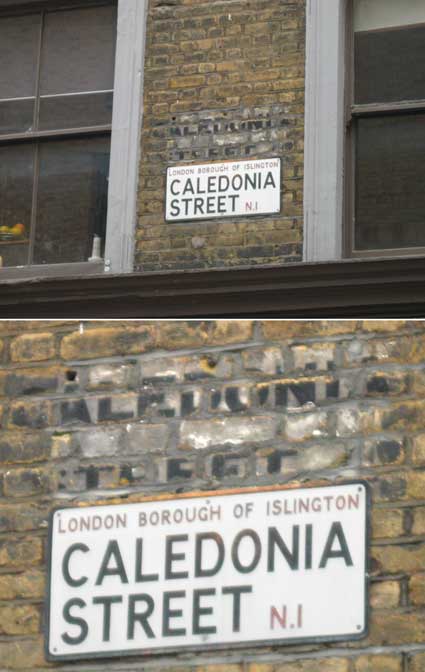 LONDON BOROUGH OF ISLINGTON
CALEDONIA
STREET N.1
LONDON BOROUGH OF ISLINGTON
CALEDONIA
STREET N.1